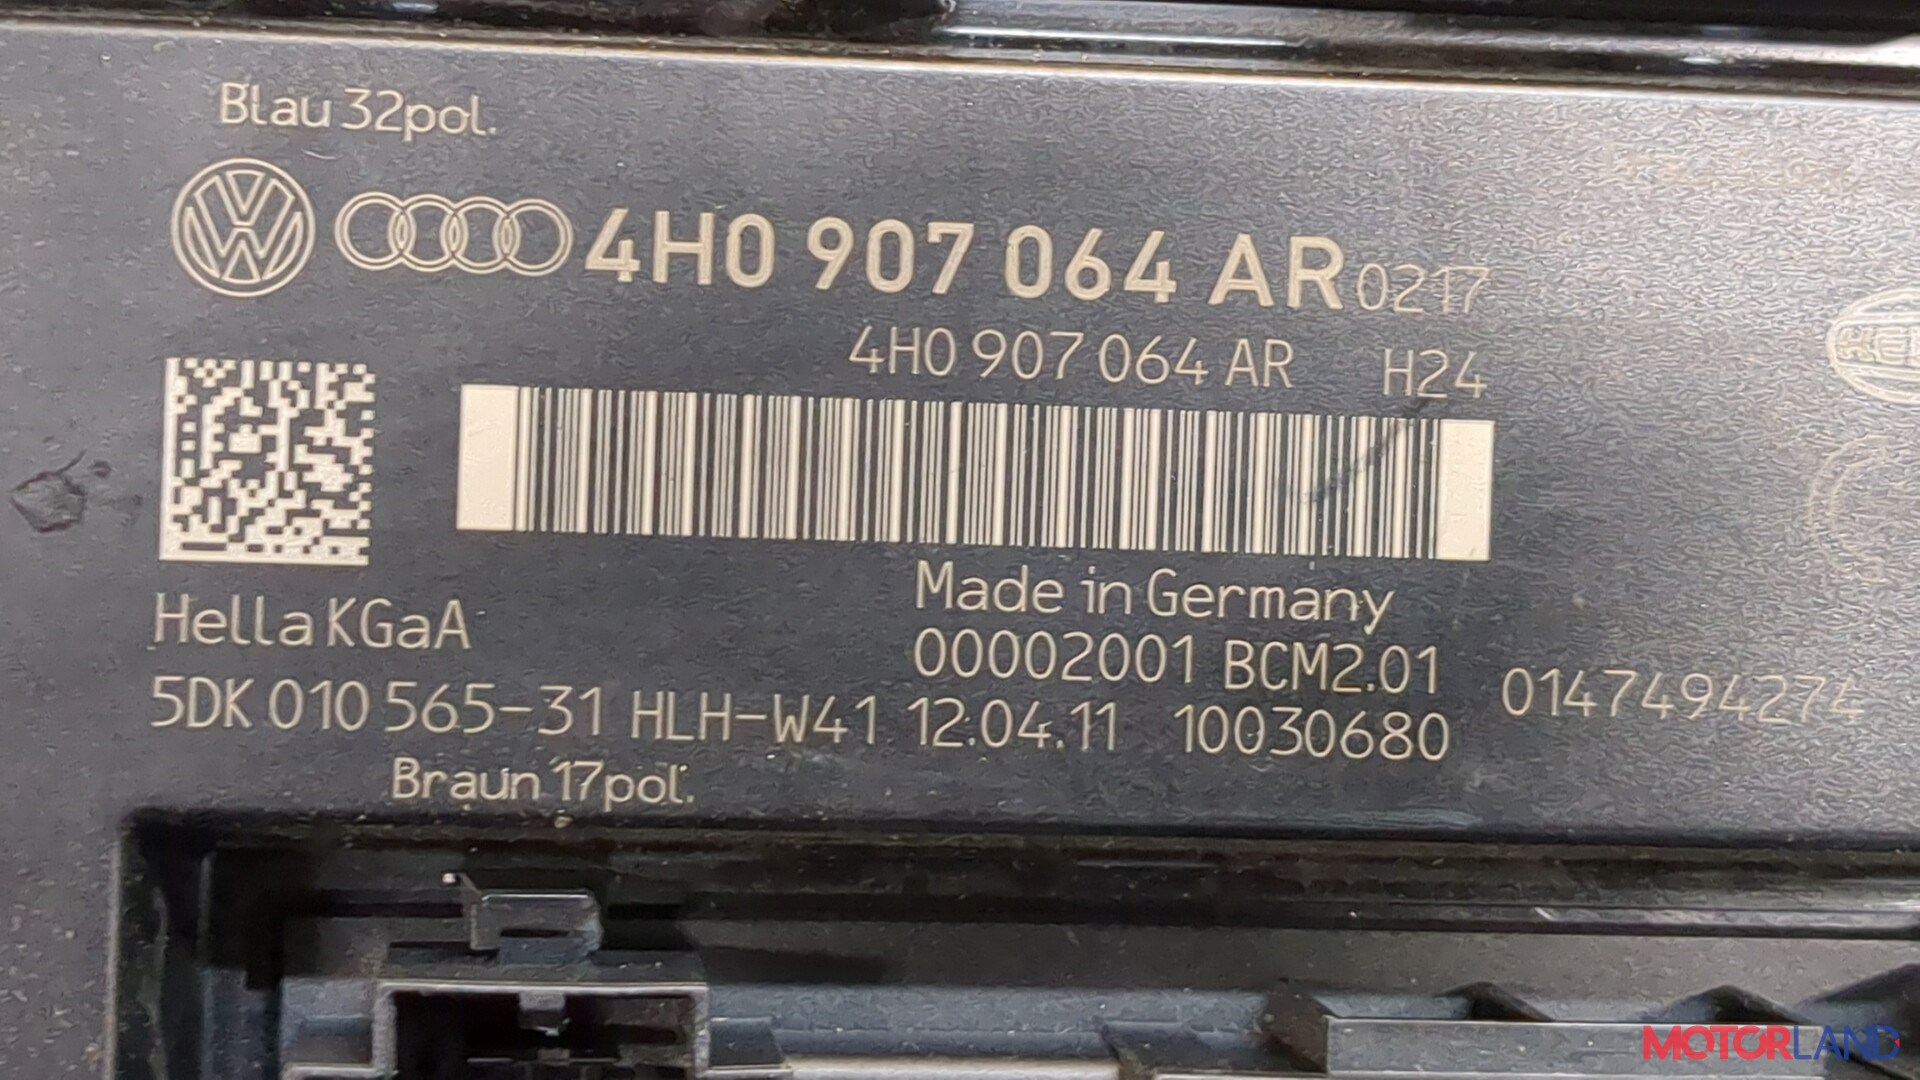 Blau 32pol.
4H0 907 064 AR 0217
4H0 907 064 AR H24
Made in Germany
Hella KGaA
00002001 BCM2.01
0147494274
5DK 010 565-31 HLH-W41 12.04.11 10030680
Braun 17pol.
MOTORLAND